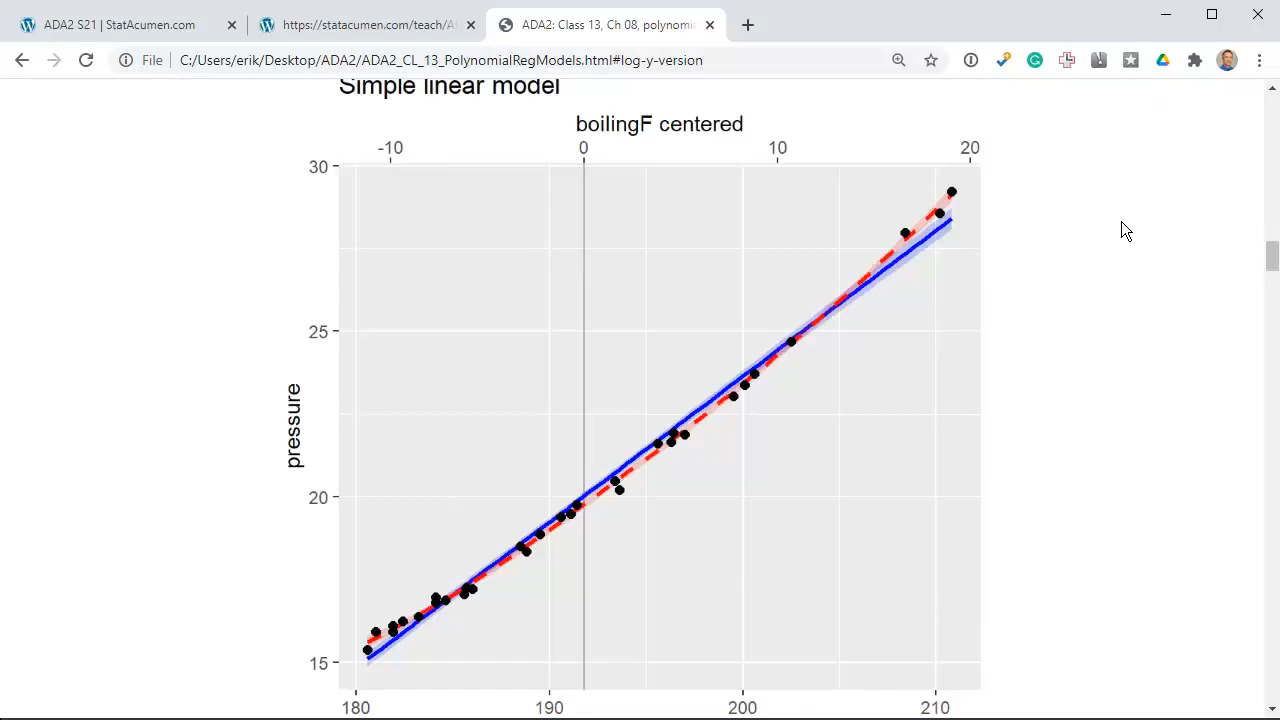 ADA2 S21 | StatAcumen.com
https://statacumen.com/teach/A
ADA2: Class 13, Ch 08, polynomia
File
C:/Users/erik/Desktop/ADA2/ADA2_CL_13_PolynomialRegModels.html#log-y-version
Simple linear model
boilingF centered
-10 0 10 20
30
25
20
15
pressure
180 190 200 210